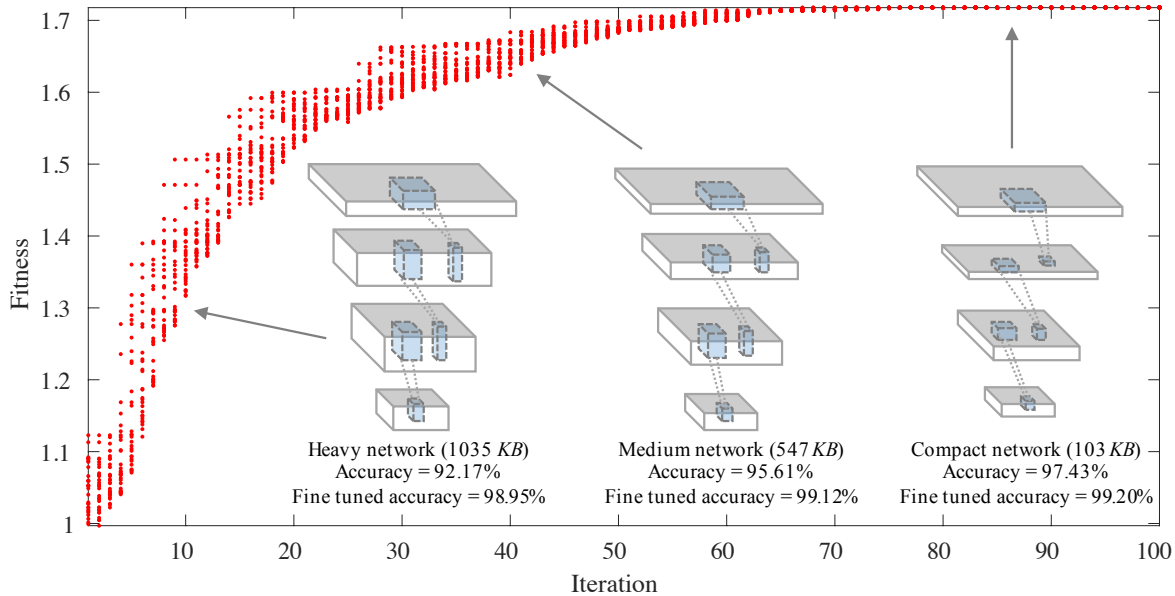 1.7
1.6
1.5
1.4
1.3
1.2
1.1
1
Fitness
Heavy network (1035 KB)
Accuracy = 92.17%
Fine tuned accuracy = 98.95%
Medium network (547 KB)
Accuracy = 95.61%
Fine tuned accuracy = 99.12%
Compact network (103 KB)
Accuracy = 97.43%
Fine tuned accuracy = 99.20%
10 20 30 40 50 60 70 80 90 100
Iteration